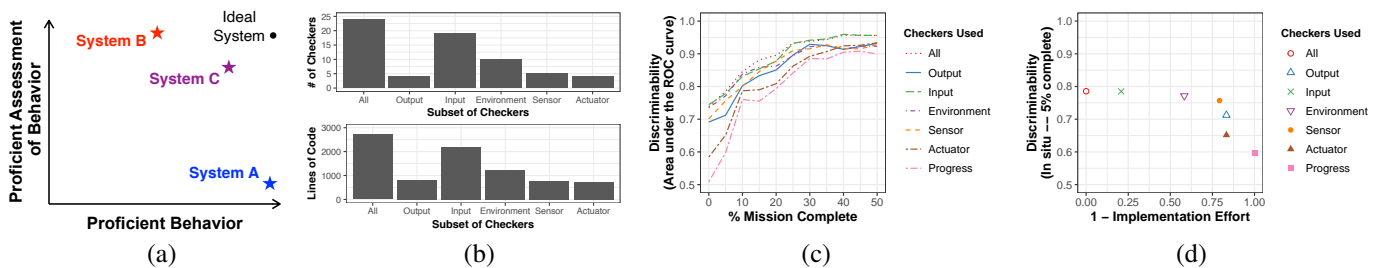 Proficient Assessment
of Behavior
Ideal
System
System B
System C
System A
Proficient Behavior
(a)
# of Checkers
25
20
15
10
5
0
All Output Input Environment Sensor Actuator
Subset of Checkers
Lines of Code
3000
2000
1000
0
All Output Input Environment Sensor Actuator
Subset of Checkers
(b)
Discriminability
(Area under the ROC curve)
1.0
0.9
0.8
0.7
0.6
0.5
0 10 20 30 40 50
% Mission Complete
Checkers Used
All
Output
Input
Environment
Sensor
Actuator
Progress
(c)
Discriminability
(In situ −− 5% complete)
1.0
0.9
0.8
0.7
0.6
0.5
0.00 0.25 0.50 0.75 1.00
1 − Implementation Effort
Checkers Used
All
Output
Input
Environment
Sensor
Actuator
Progress
(d)